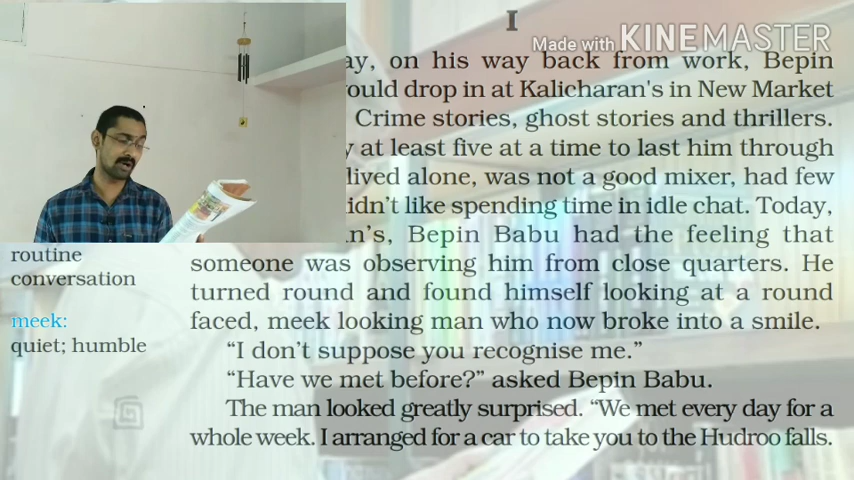 I
Made with KINEMASTER
ay, on his way back from work, Bepin
ould drop in at Kalicharan's in New Market
Crime stories, ghost stories and thrillers.
y at least five at a time to last him through
lived alone, was not a good mixer, had few
idn't like spending time in idle chat. Today,
n's, Bepin Babu had the feeling that
routine
conversation
someone was observing him from close quarters. He
turned round and found himself looking at a round
faced, meek looking man who now broke into a smile.
meek:
quiet; humble
“I don't suppose you recognise me.”
“Have we met before?” asked Bepin Babu.
The man looked greatly surprised. “We met every day for a
whole week. I arranged for a car to take you to the Hudroo falls.